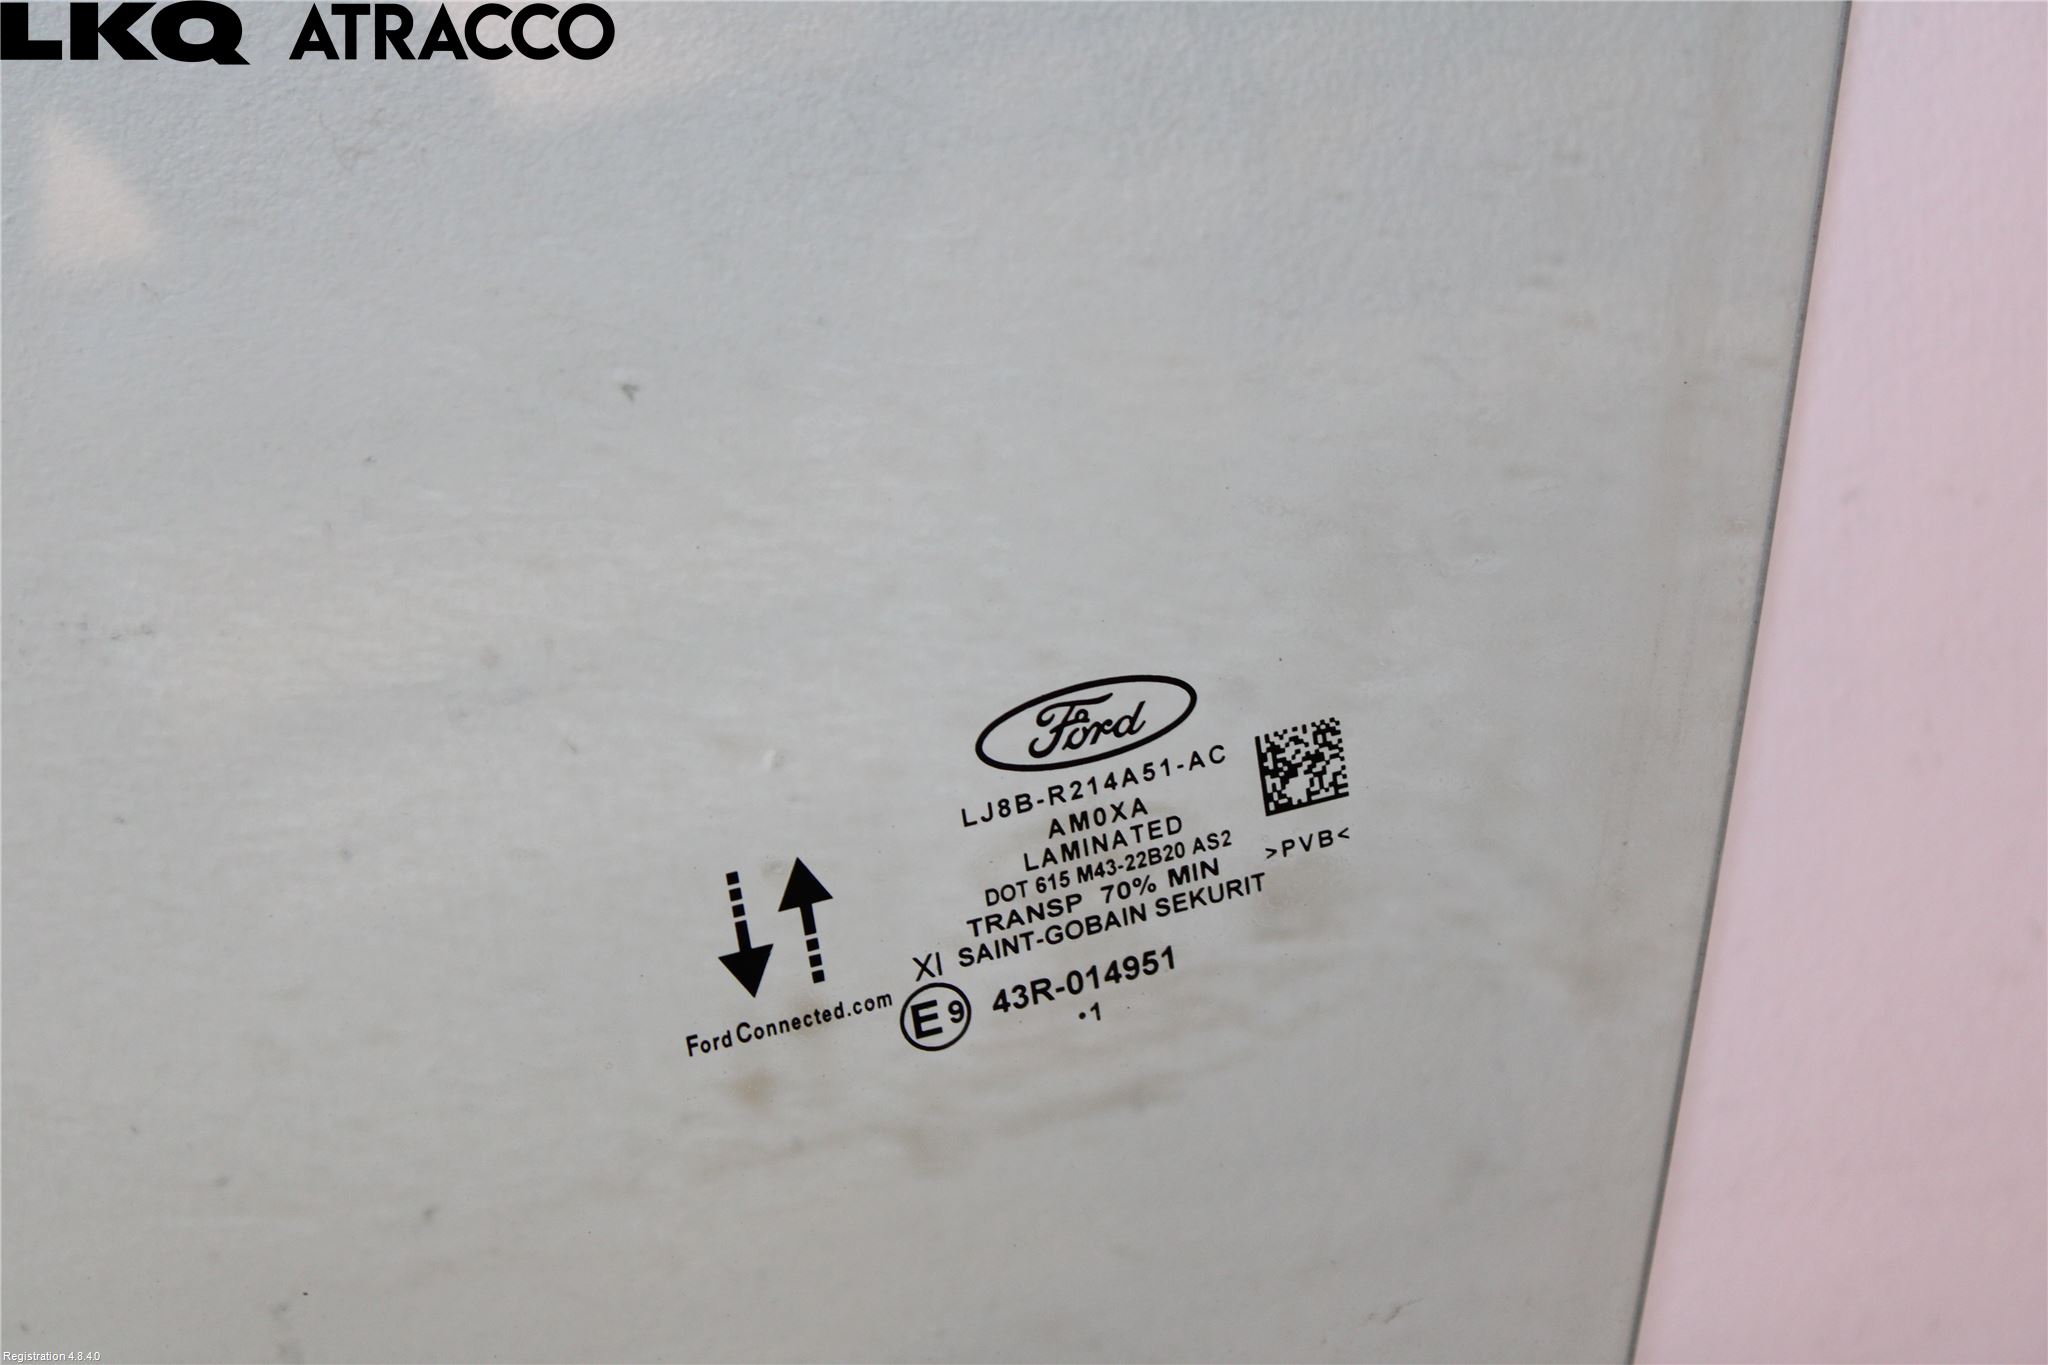 LKQ ATRACCO
Ford
LJ8B-R214A51-AC
AM0XA
LAMINATED
DOT 615 M43-22B20 AS2
>PVB<
TRANSP 70% MIN
XI SAINT-GOBAIN SEKURIT
E9 43R-014951
•1
FordConnected.com
Registration 4.8.4.0